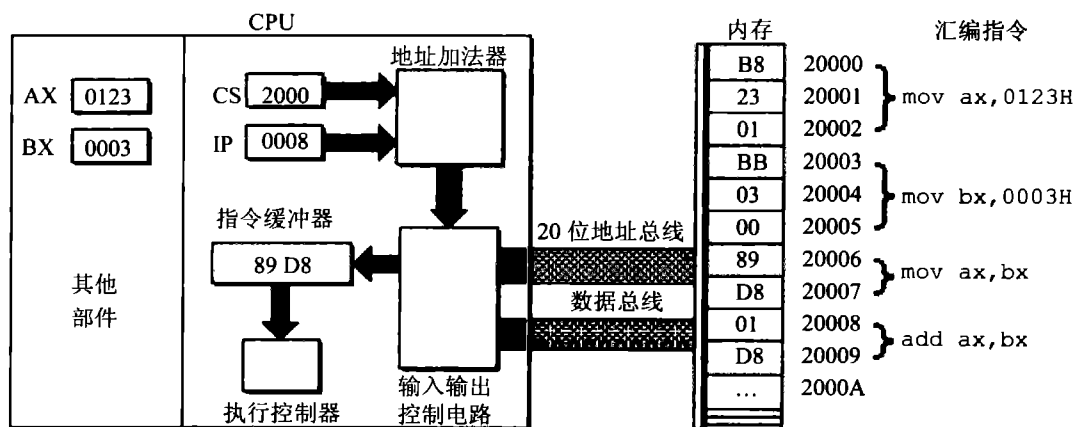 CPU
内存
汇编指令
地址加法器
AX 0123
BX 0003
CS 2000
IP 0008
指令缓冲器
89 D8
其他
部件
执行控制器
输入输出
控制电路
20位地址总线
数据总线
B8 20000
23 20001 mov ax,0123H
01 20002
BB 20003
03 20004 mov bx,0003H
00 20005
89 20006
mov ax,bx
D8 20007
01 20008
add ax,bx
D8 20009
… 2000A